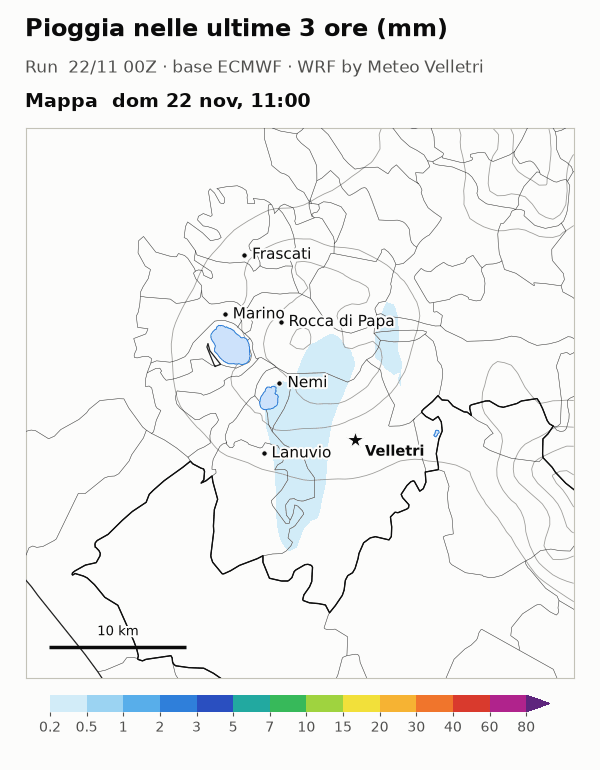 Pioggia nelle ultime 3 ore (mm)
Run  22/11 00Z · base ECMWF · WRF by Meteo Velletri
Mappa  dom 22 nov, 11:00
Frascati
Marino
Rocca di Papa
Nemi
Velletri
Lanuvio
10 km
0.2 0.5 1 2 3 5 7 10 15 20 30 40 60 80